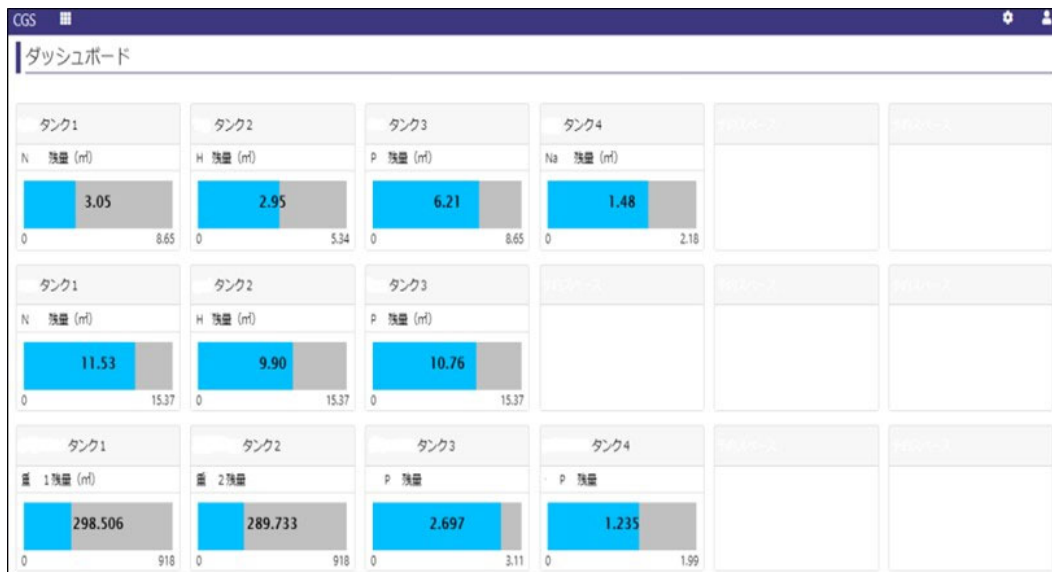 CGS
ダッシュボード
タンク1 タンク2 タンク3 タンク4
N 残量 (㎥) H 残量 (㎥) P 残量 (㎥) Na 残量 (㎥)
3.05 2.95 6.21 1.48
0 8.65 0 5.34 0 8.65 0 2.18
タンク1 タンク2 タンク3
N 残量 (㎥) H 残量 (㎥) P 残量 (㎥)
11.53 9.90 10.76
0 15.37 0 15.37 0 15.37
タンク1 タンク2 タンク3 タンク4
重 1残量 (㎥) 重 2残量 P 残量 P 残量
298.506 289.733 2.697 1.235
0 918 0 918 0 3.11 0 1.99